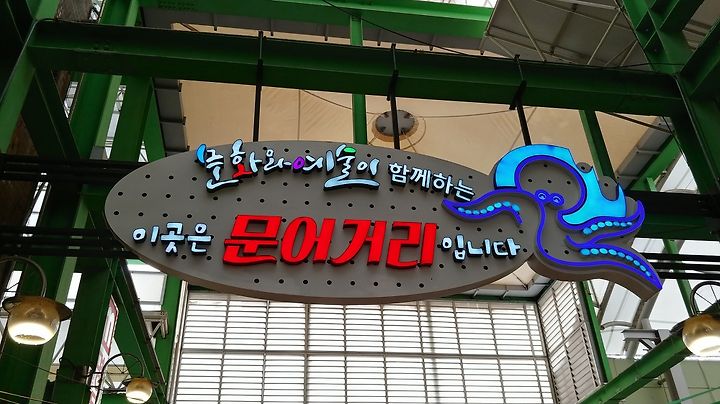 문화와예술이 함께하는
이곳은 문어거리입니다